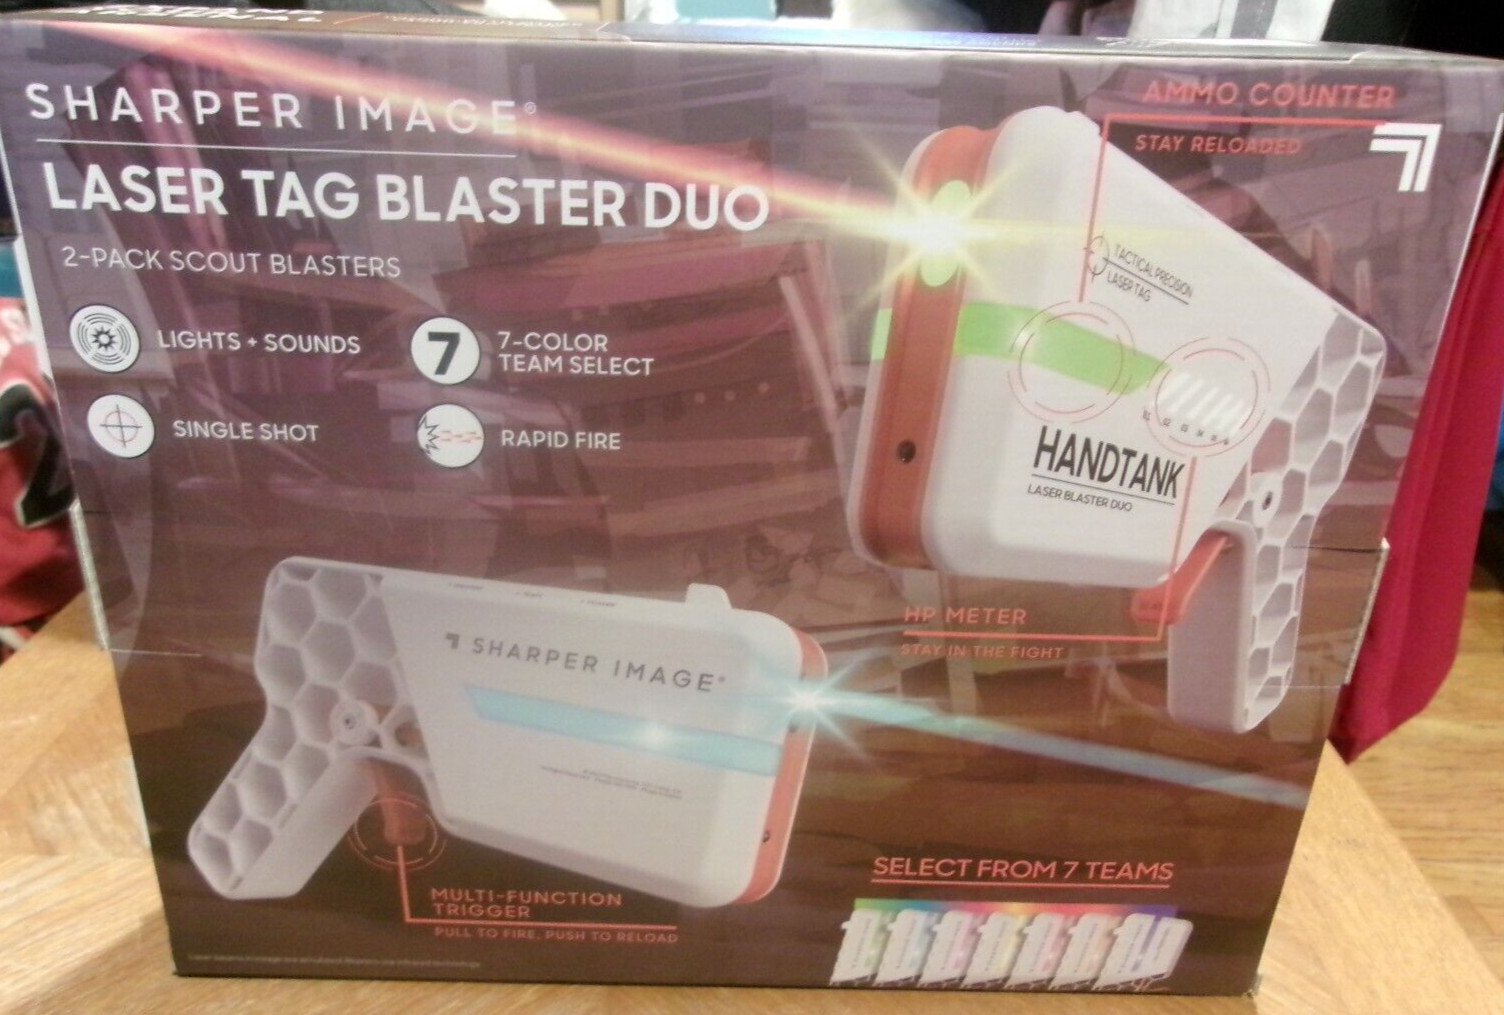 SHARPER IMAGE®
LASER TAG BLASTER DUO
2-PACK SCOUT BLASTERS
LIGHTS + SOUNDS
7
7-COLOR
TEAM SELECT
SINGLE SHOT
RAPID FIRE
AMMO COUNTER
STAY RELOADED
TACTICAL PRECISION
LASER TAG
HANDTANK
LASER BLASTER DUO
HP METER
STAY IN THE FIGHT
SHARPER IMAGE®
MULTI-FUNCTION
TRIGGER
PULL TO FIRE, PUSH TO RELOAD
SELECT FROM 7 TEAMS